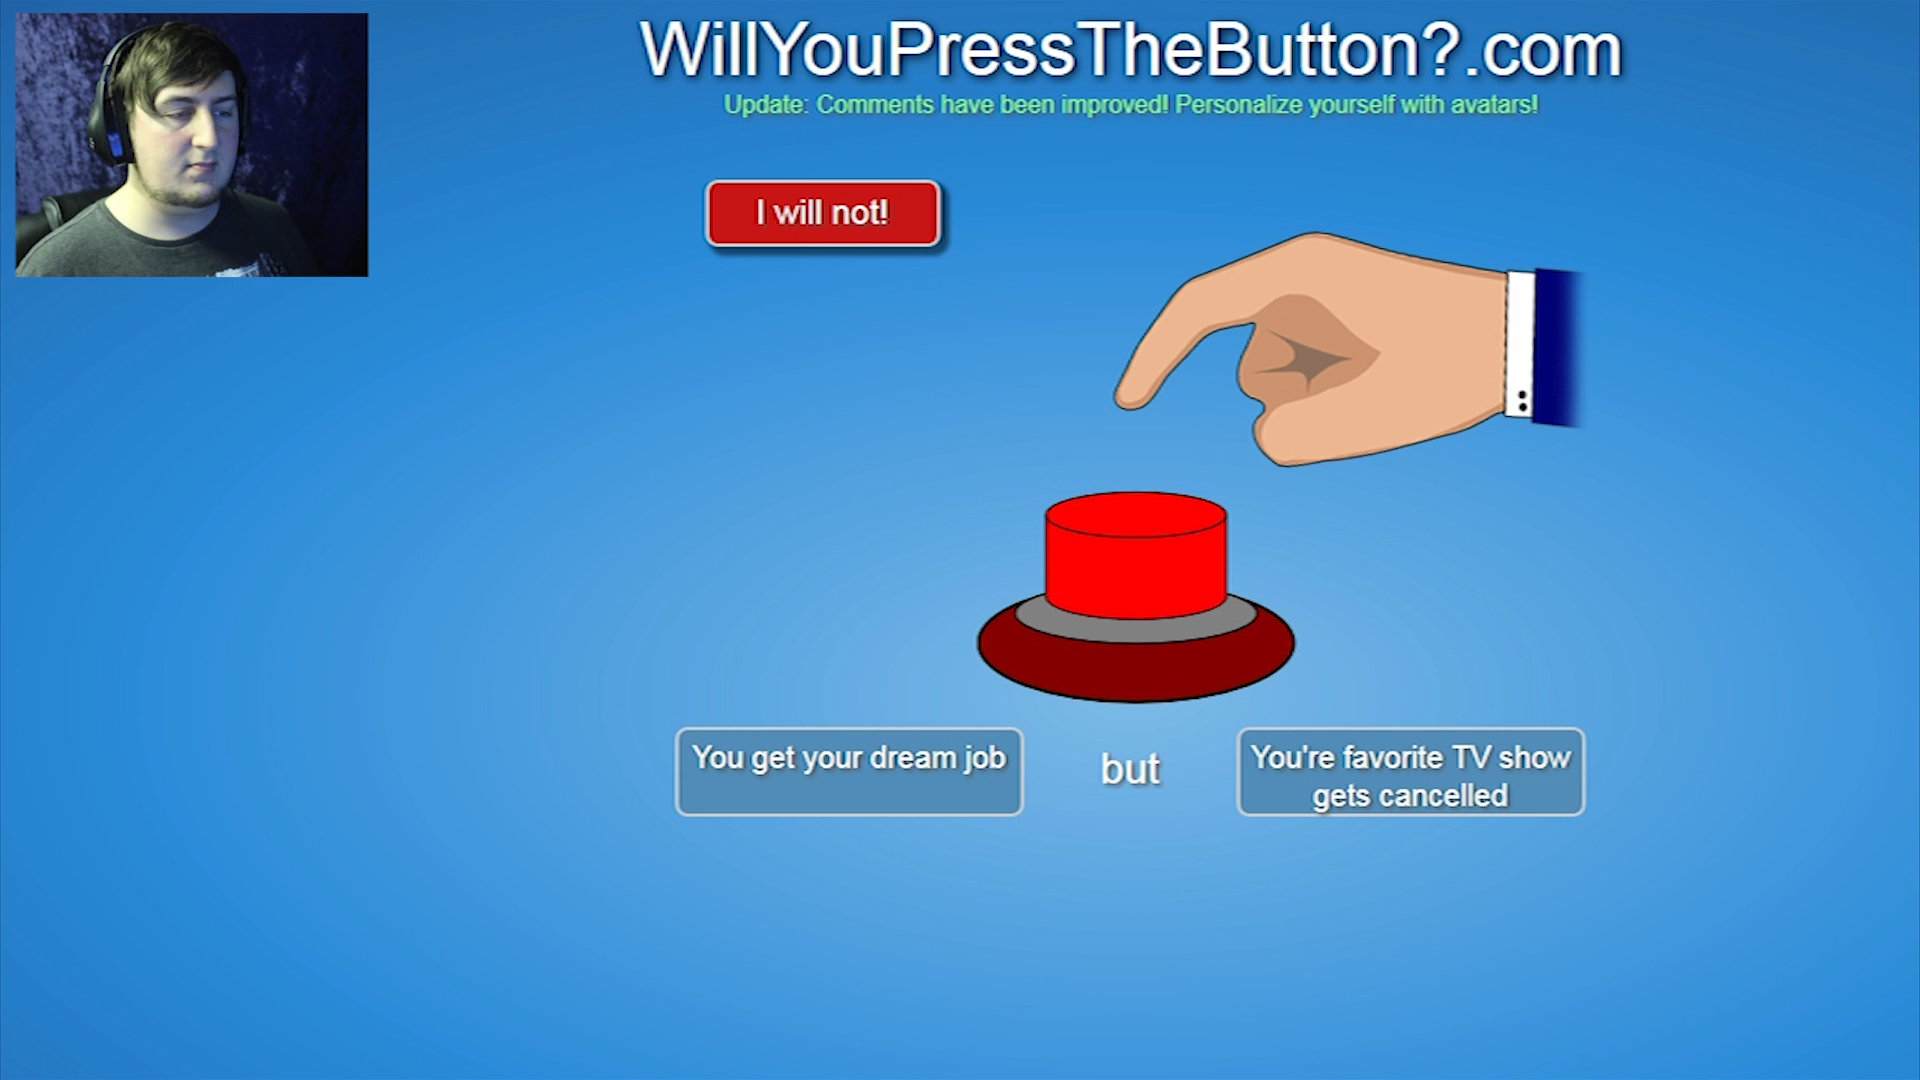 WillYouPressTheButton?.com
Update: Comments have been improved! Personalize yourself with avatars!
I will not!
You get your dream job
but
You're favorite TV show
gets cancelled